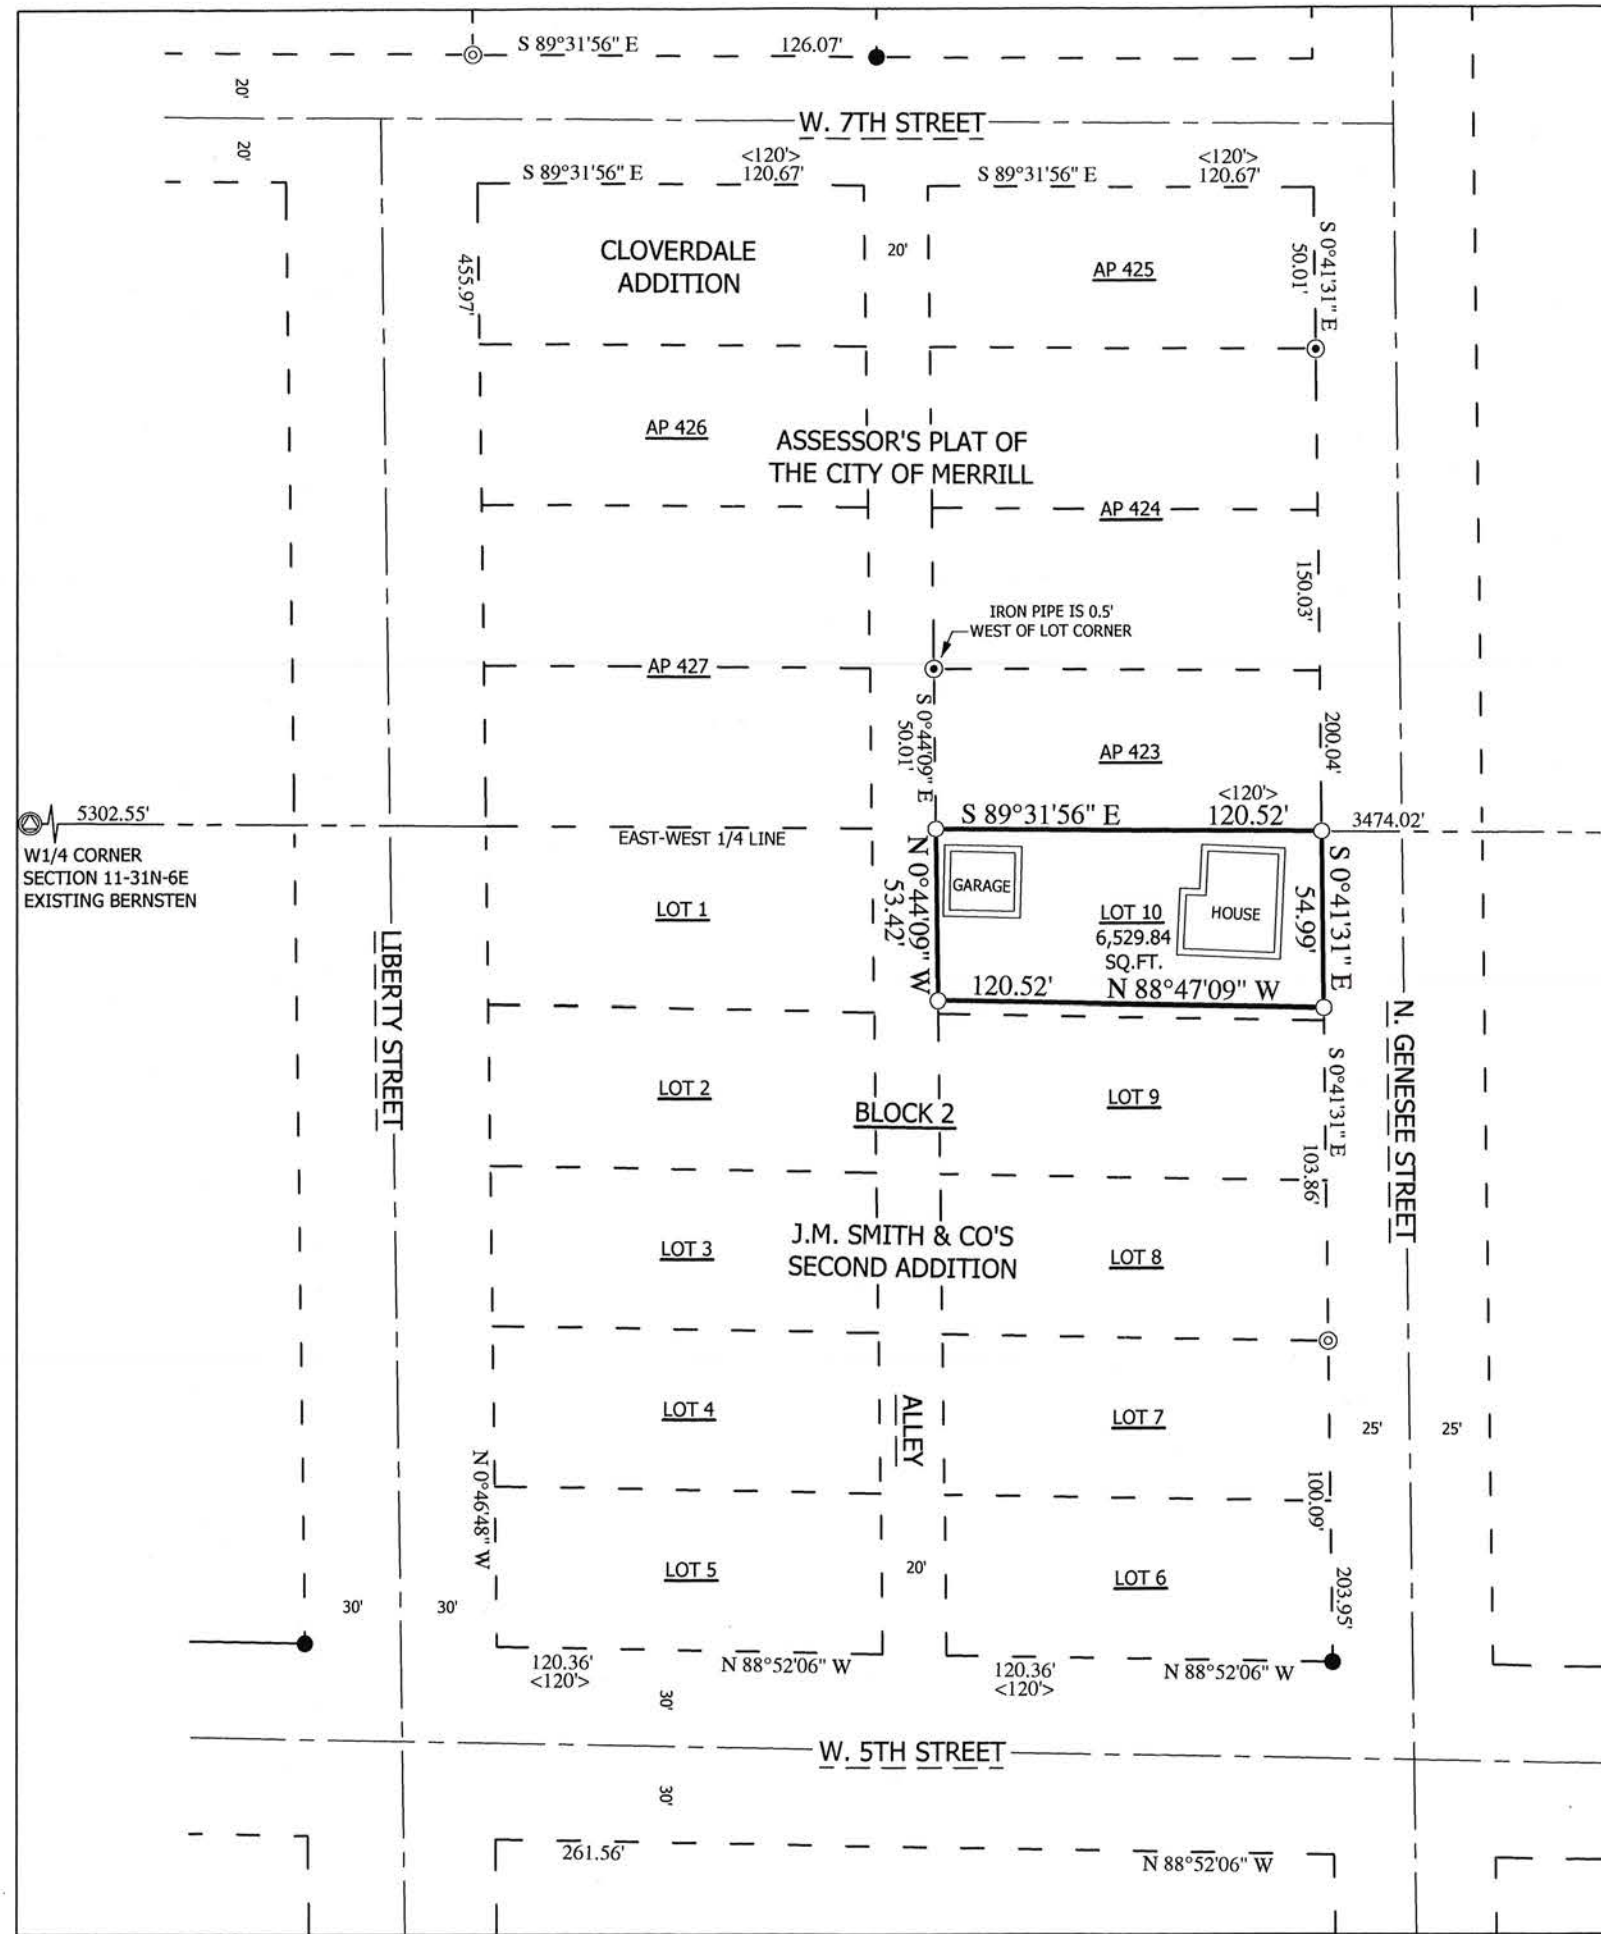 S 89°31'56" E
126.07'
20'
W. 7TH STREET
20'
<120'>
<120'>
S 89°31'56" E
120.67'
S 89°31'56" E
120.67'
S 0°41'31" E
50.01'
CLOVERDALE
ADDITION
20'
AP 425
455.97'
AP 426
ASSESSOR'S PLAT OF
THE CITY OF MERRILL
AP 424
150.03'
IRON PIPE IS 0.5'
WEST OF LOT CORNER
AP 427
S 0°44'09" E
50.01'
AP 423
200.04'
<120'>
5302.55'
S 89°31'56" E
120.52'
3474.02'
EAST-WEST 1/4 LINE
W1/4 CORNER
SECTION 11-31N-6E
EXISTING BERNSTEN
N 0°44'09" W
53.42'
GARAGE
HOUSE
S 0°41'31" E
54.99'
LOT 1
LOT 10
6,529.84
SQ.FT.
120.52'
N 88°47'09" W
LIBERTY STREET
N. GENESEE STREET
LOT 2
BLOCK 2
LOT 9
S 0°41'31" E
103.86'
J.M. SMITH & CO'S
SECOND ADDITION
LOT 3
LOT 8
LOT 4
ALLEY
LOT 7
25'
25'
N 0°46'48" W
100.09'
LOT 5
20'
LOT 6
203.95'
30'
30'
120.36'
<120'>
N 88°52'06" W
120.36'
<120'>
N 88°52'06" W
30'
W. 5TH STREET
30'
261.56'
N 88°52'06" W